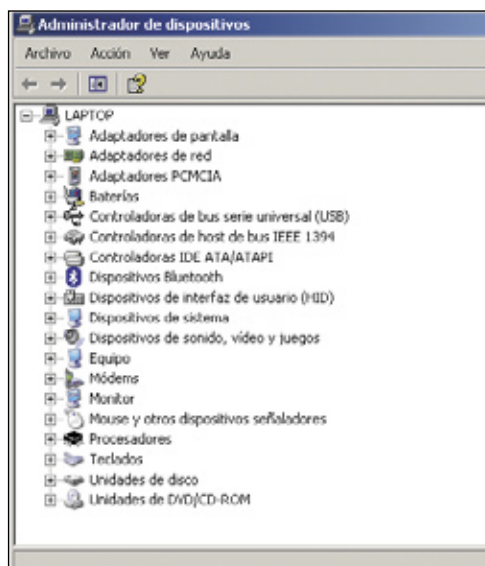 Administrador de dispositivos
Archivo Acción Ver Ayuda
LAPTOP
Adaptadores de pantalla
Adaptadores de red
Adaptadores PCMCIA
Baterías
Controladoras de bus serie universal (USB)
Controladoras de host de bus IEEE 1394
Controladoras IDE ATA/ATAPI
Dispositivos Bluetooth
Dispositivos de interfaz de usuario (HID)
Dispositivos de sistema
Dispositivos de sonido, vídeo y juegos
Equipo
Módems
Monitor
Mouse y otros dispositivos señaladores
Procesadores
Teclados
Unidades de disco
Unidades de DVD/CD-ROM